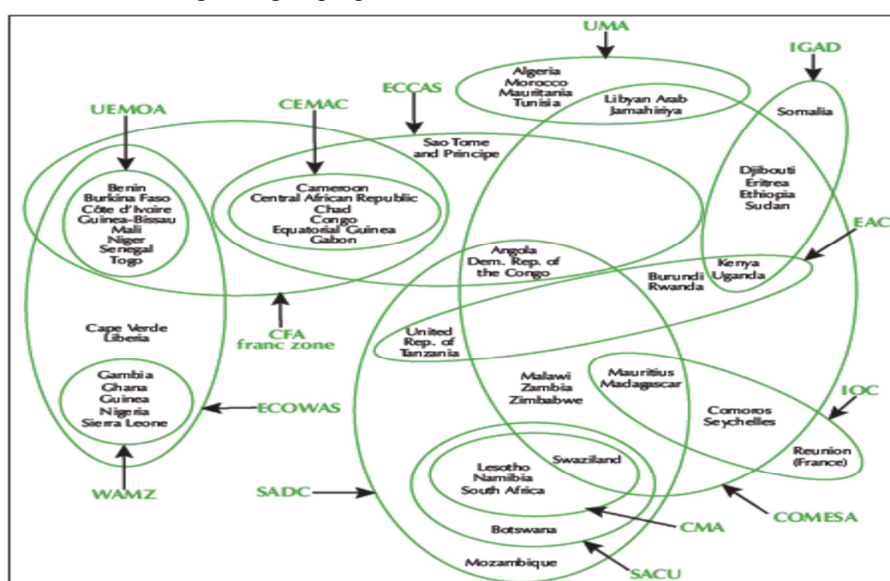 UMA
IGAD
UEMOA
CEMAC
ECCAS
Algeria
Morocco
Mauritania
Tunisia
Libyan Arab
Jamahiriya
Somalia
Sao Tome
and Principe
Benin
Burkina Faso
Côte d'Ivoire
Guinea-Bissau
Mali
Niger
Senegal
Togo
Cameroon
Central African Republic
Chad
Congo
Equatorial Guinea
Gabon
Djibouti
Eritrea
Ethiopia
Sudan
EAC
Angola
Dem. Rep. of
the Congo
Burundi
Rwanda
Kenya
Uganda
Cape Verde
Liberia
CFA
franc zone
United
Rep. of
Tanzania
Gambia
Ghana
Guinea
Nigeria
Sierra Leone
ECOWAS
Malawi
Zambia
Zimbabwe
Mauritius
Madagascar
IOC
Comoros
Seychelles
Reunion
(France)
WAMZ
SADC
Swaziland
Lesotho
Namibia
South Africa
Botswana
CMA
COMESA
Mozambique
SACU